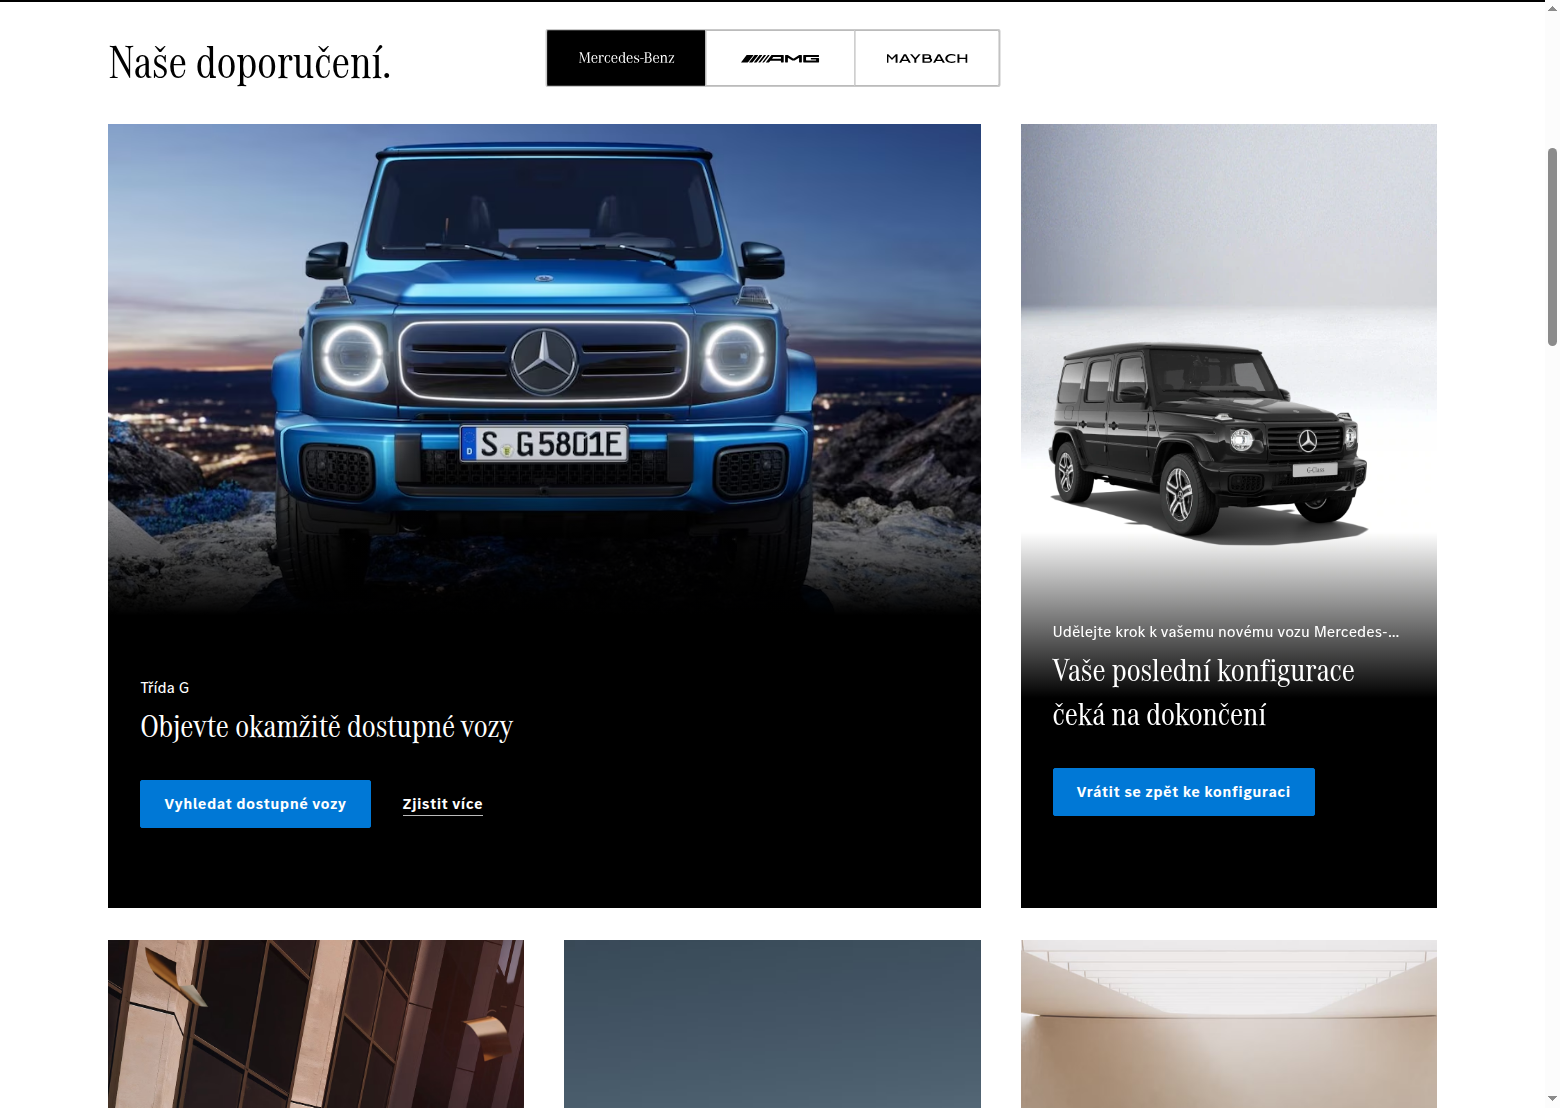 Naše doporučení.
Mercedes-Benz
AMG
MAYBACH
S G 5801E
D
G-Class
Třída G
Objevte okamžitě dostupné vozy
Vyhledat dostupné vozy
Zjistit více
Udělejte krok k vašemu novému vozu Mercedes-...
Vaše poslední konfigurace
čeká na dokončení
Vrátit se zpět ke konfiguraci